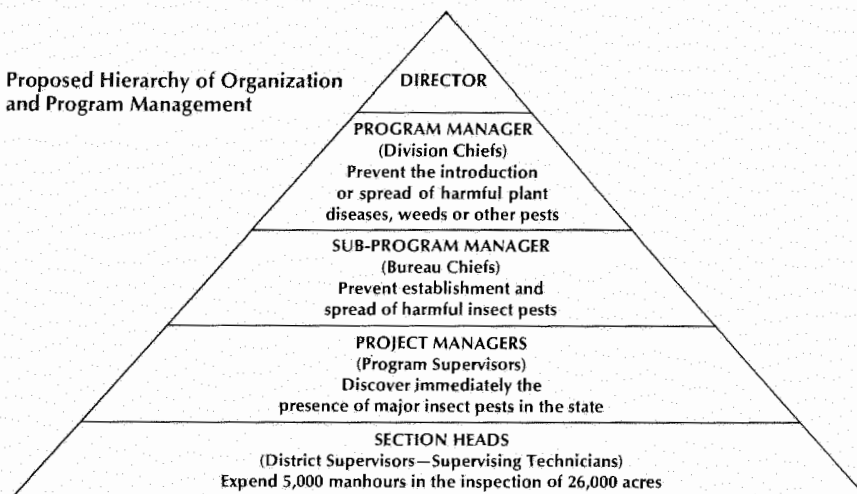 Proposed Hierarchy of Organization
and Program Management
DIRECTOR
PROGRAM MANAGER
(Division Chiefs)
Prevent the introduction
or spread of harmful plant
diseases, weeds or other pests
SUB-PROGRAM MANAGER
(Bureau Chiefs)
Prevent establishment and
spread of harmful insect pests
PROJECT MANAGERS
(Program Supervisors)
Discover immediately the
presence of major insect pests in the state
SECTION HEADS
(District Supervisors—Supervising Technicians)
Expend 5,000 manhours in the inspection of 26,000 acres